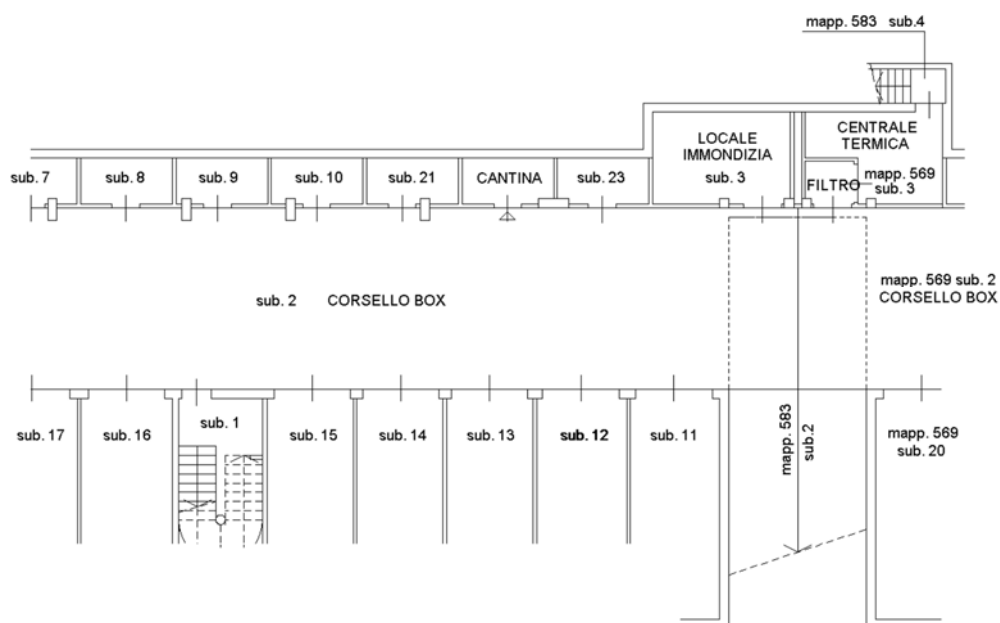 mapp. 583 sub.4
LOCALE
IMMONDIZIA
sub. 3
CENTRALE
TERMICA
sub. 7
sub. 8
sub. 9
sub. 10
sub. 21
CANTINA
sub. 23
FILTRO
mapp. 569
sub. 3
sub. 2 CORSELLO BOX
mapp. 569 sub. 2
CORSELLO BOX
sub. 17
sub. 16
sub. 1
sub. 15
sub. 14
sub. 13
sub. 12
sub. 11
mapp. 583
sub.2
mapp. 569
sub. 20